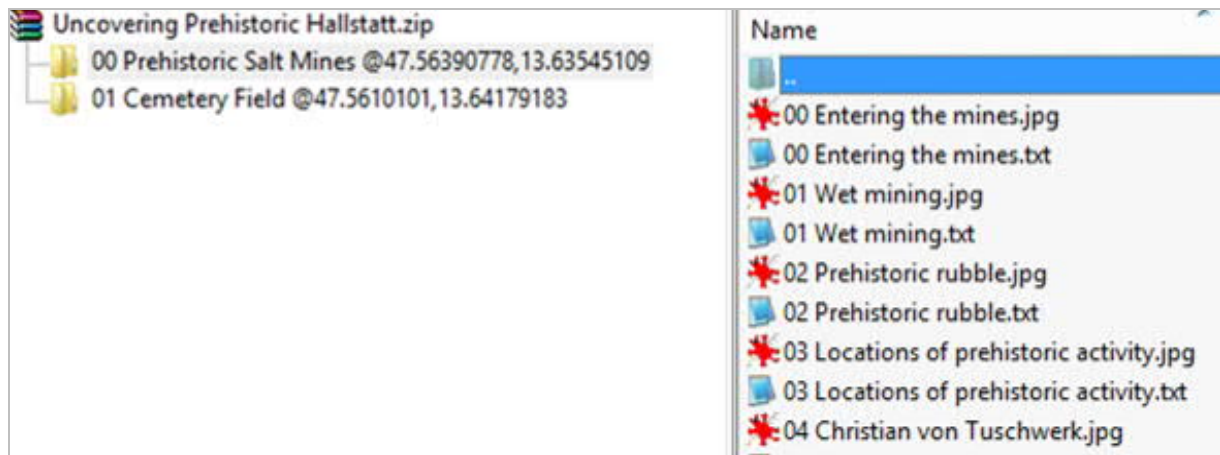 Uncovering Prehistoric Hallstatt.zip
00 Prehistoric Salt Mines @47.56390778,13.63545109
01 Cemetery Field @47.5610101,13.64179183
Name
..
00 Entering the mines.jpg
00 Entering the mines.txt
01 Wet mining.jpg
01 Wet mining.txt
02 Prehistoric rubble.jpg
02 Prehistoric rubble.txt
03 Locations of prehistoric activity.jpg
03 Locations of prehistoric activity.txt
04 Christian von Tuschwerk.jpg